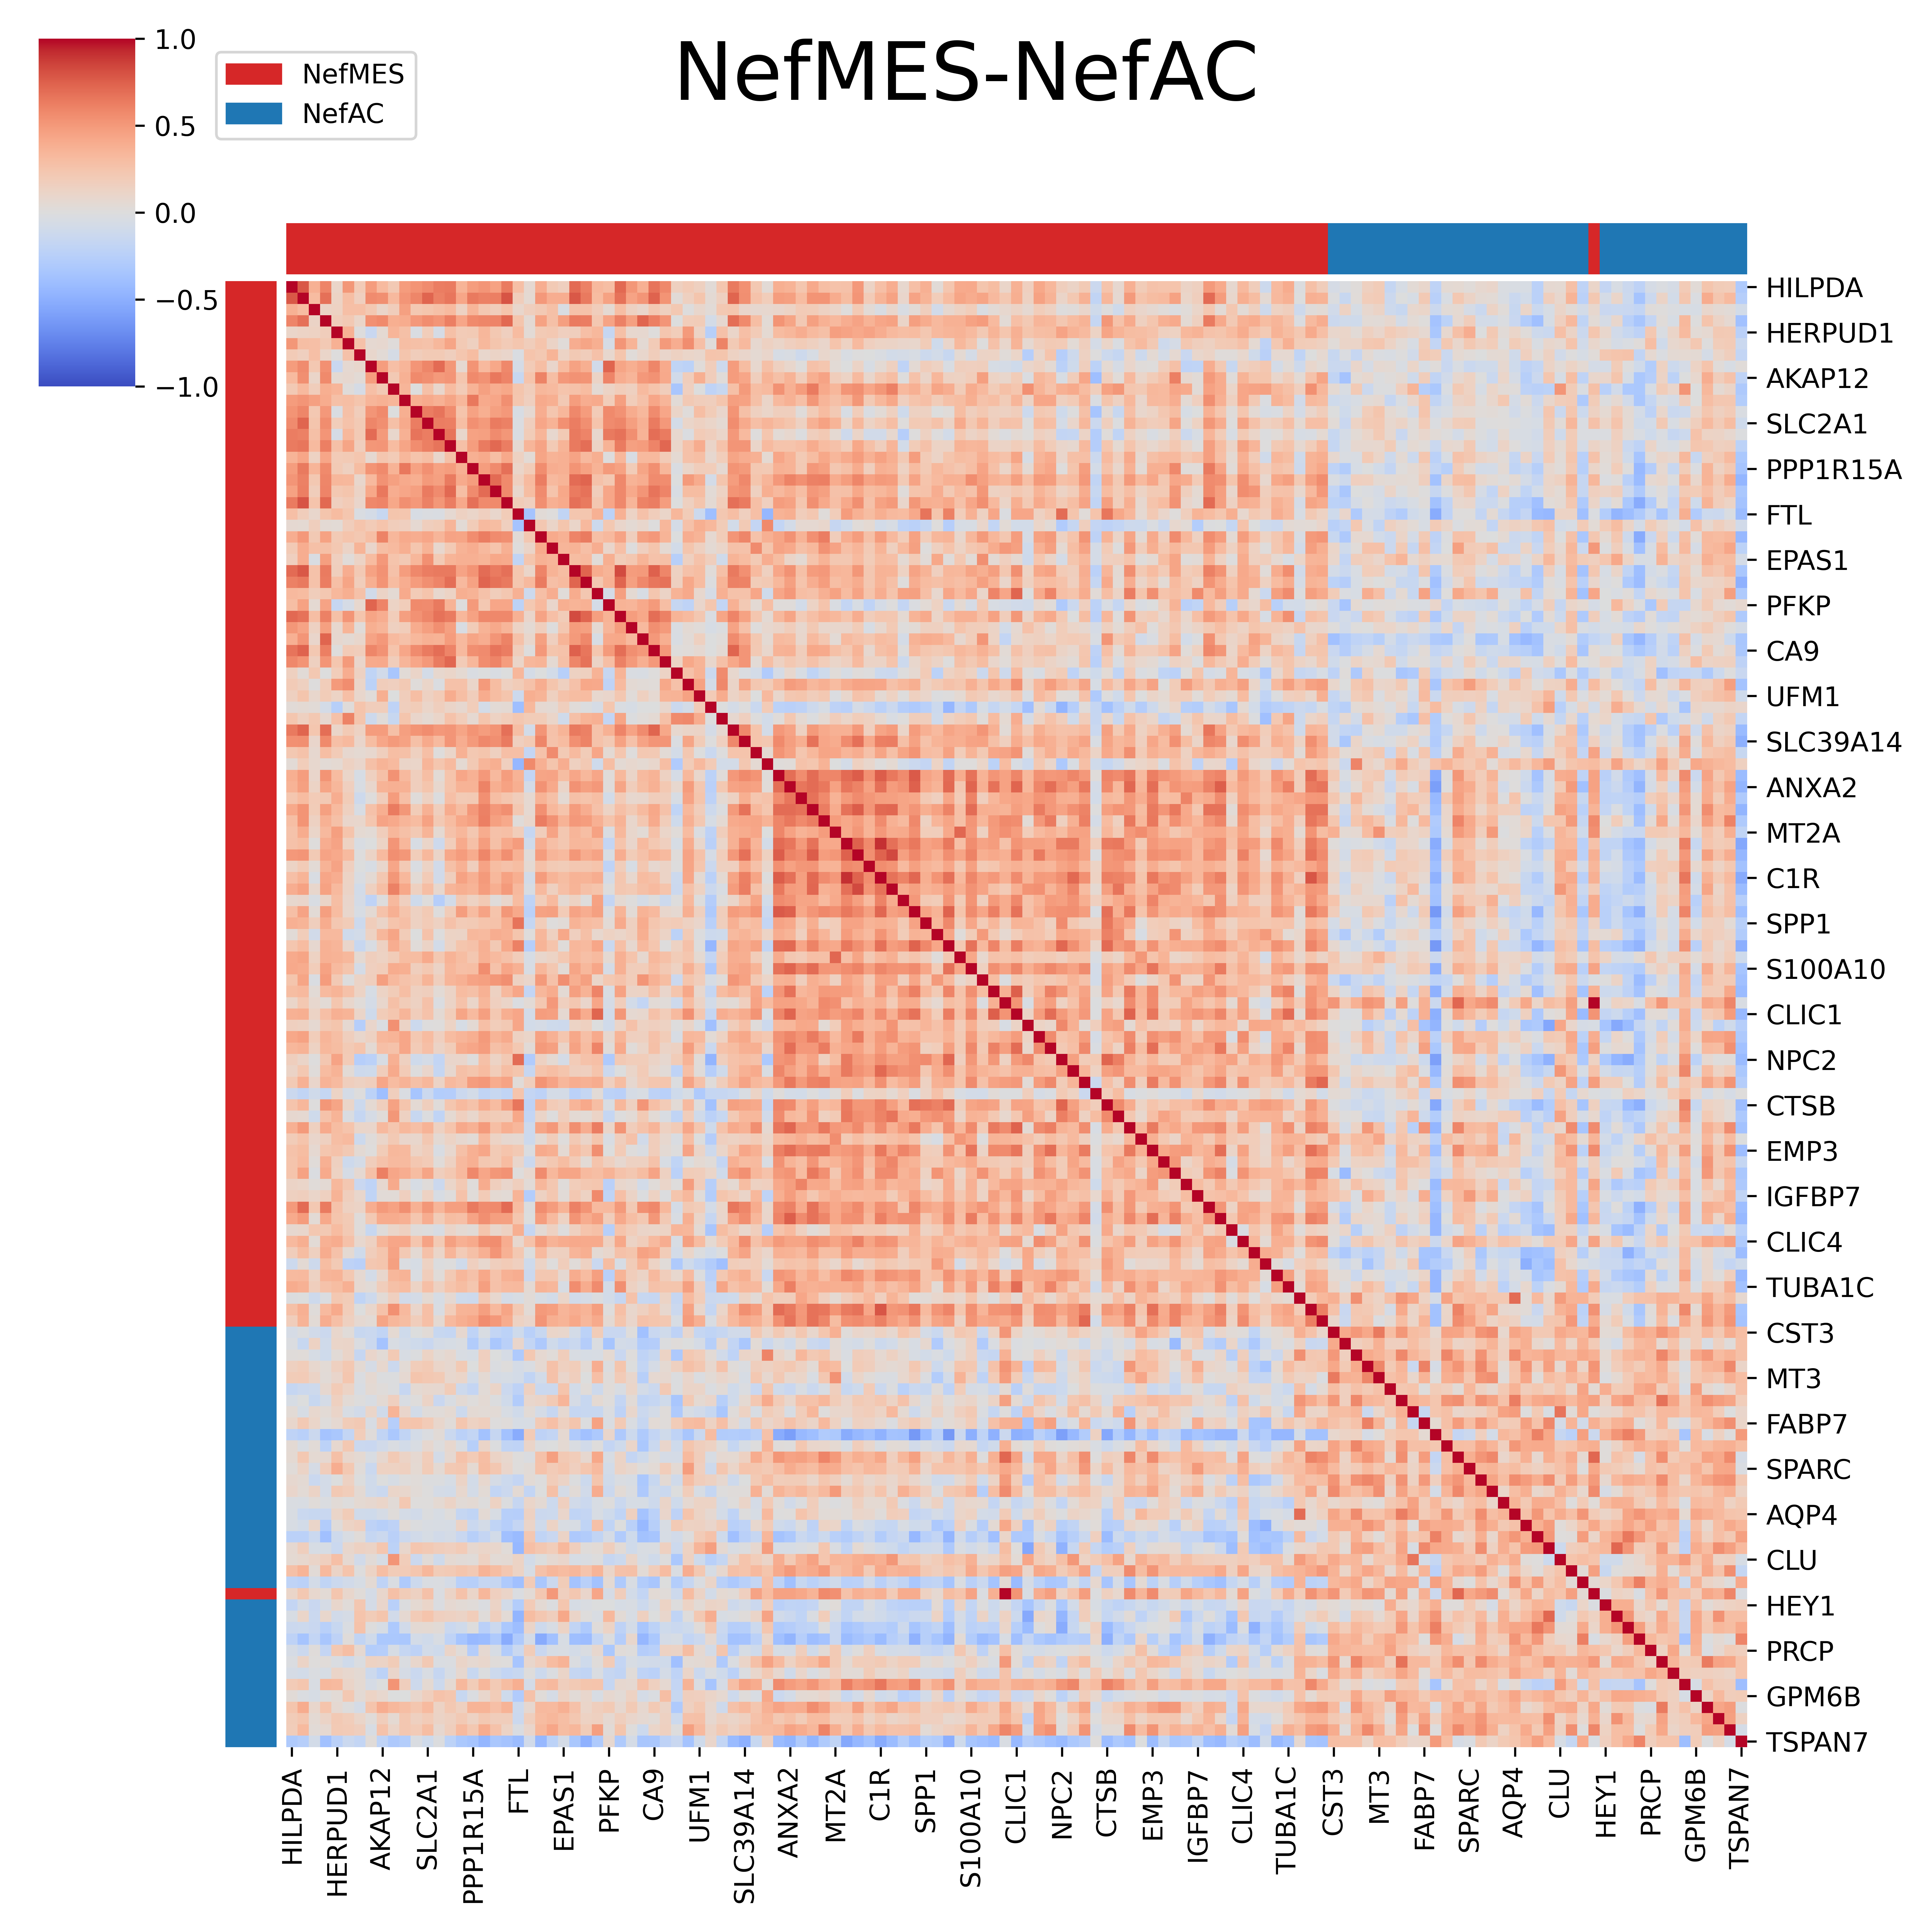 NefMES-NefAC
1.0
0.5
0.0
−0.5
−1.0
NefMES
NefAC
HILPDA
HERPUD1
AKAP12
SLC2A1
PPP1R15A
FTL
EPAS1
PFKP
CA9
UFM1
SLC39A14
ANXA2
MT2A
C1R
SPP1
S100A10
CLIC1
NPC2
CTSB
EMP3
IGFBP7
CLIC4
TUBA1C
CST3
MT3
FABP7
SPARC
AQP4
CLU
HEY1
PRCP
GPM6B
TSPAN7
HILPDA
HERPUD1
AKAP12
SLC2A1
PPP1R15A
FTL
EPAS1
PFKP
CA9
UFM1
SLC39A14
ANXA2
MT2A
C1R
SPP1
S100A10
CLIC1
NPC2
CTSB
EMP3
IGFBP7
CLIC4
TUBA1C
CST3
MT3
FABP7
SPARC
AQP4
CLU
HEY1
PRCP
GPM6B
TSPAN7